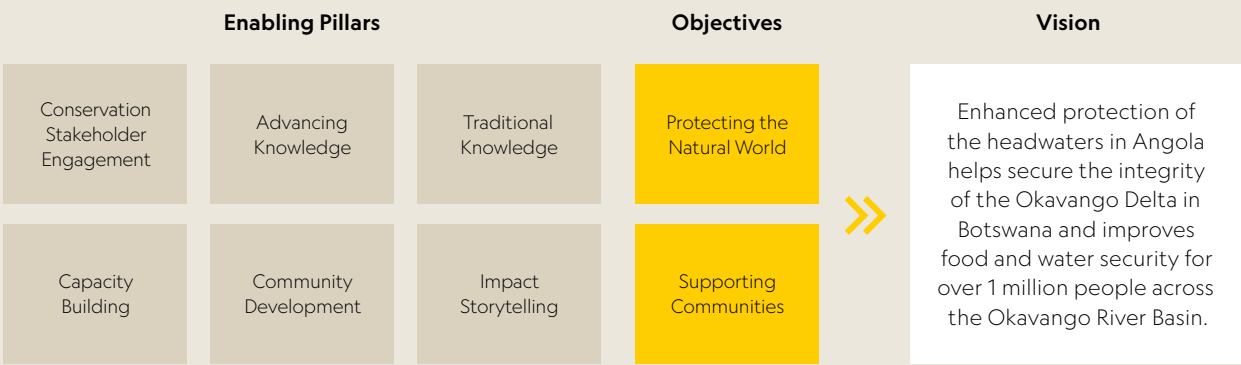 Enabling Pillars
Objectives
Vision
Conservation
Stakeholder
Engagement
Advancing
Knowledge
Traditional
Knowledge
Protecting the
Natural World
Capacity
Building
Community
Development
Impact
Storytelling
Supporting
Communities
Enhanced protection of
the headwaters in Angola
helps secure the integrity
of the Okavango Delta in
Botswana and improves
food and water security for
over 1 million people across
the Okavango River Basin.